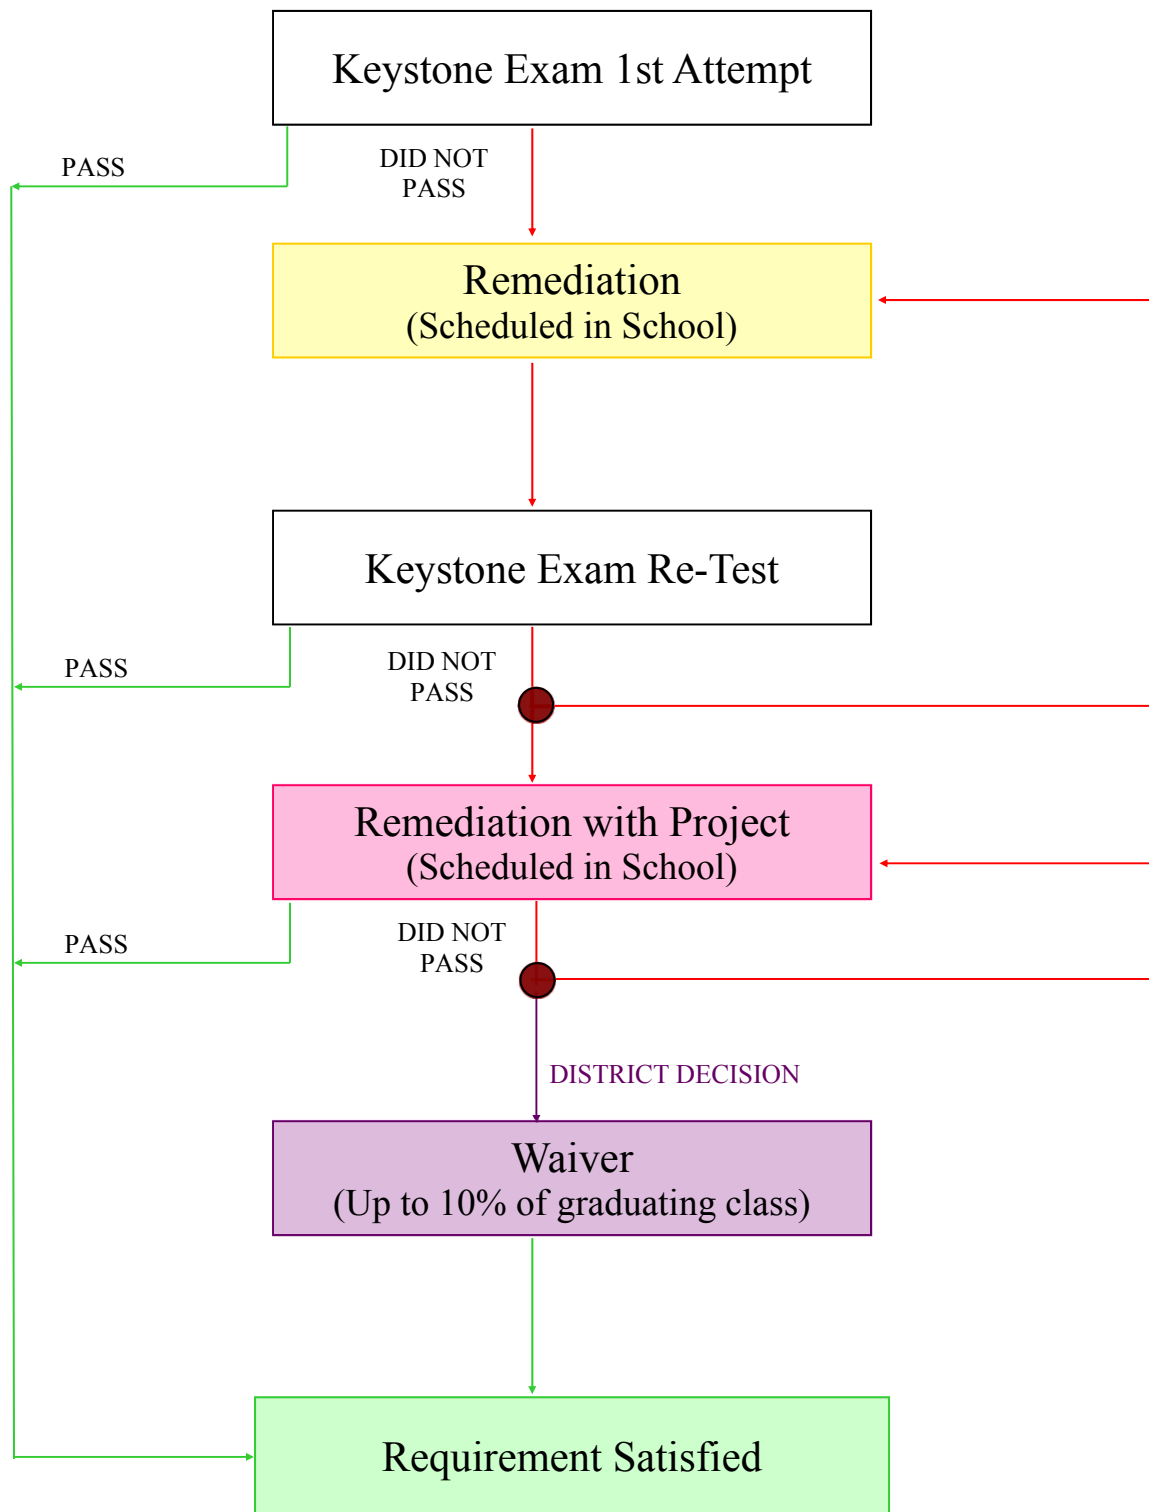 Keystone Exam 1st Attempt
PASS
DID NOT
PASS
Remediation
(Scheduled in School)
Keystone Exam Re-Test
PASS
DID NOT
PASS
Remediation with Project
(Scheduled in School)
PASS
DID NOT
PASS
DISTRICT DECISION
Waiver
(Up to 10% of graduating class)
Requirement Satisfied